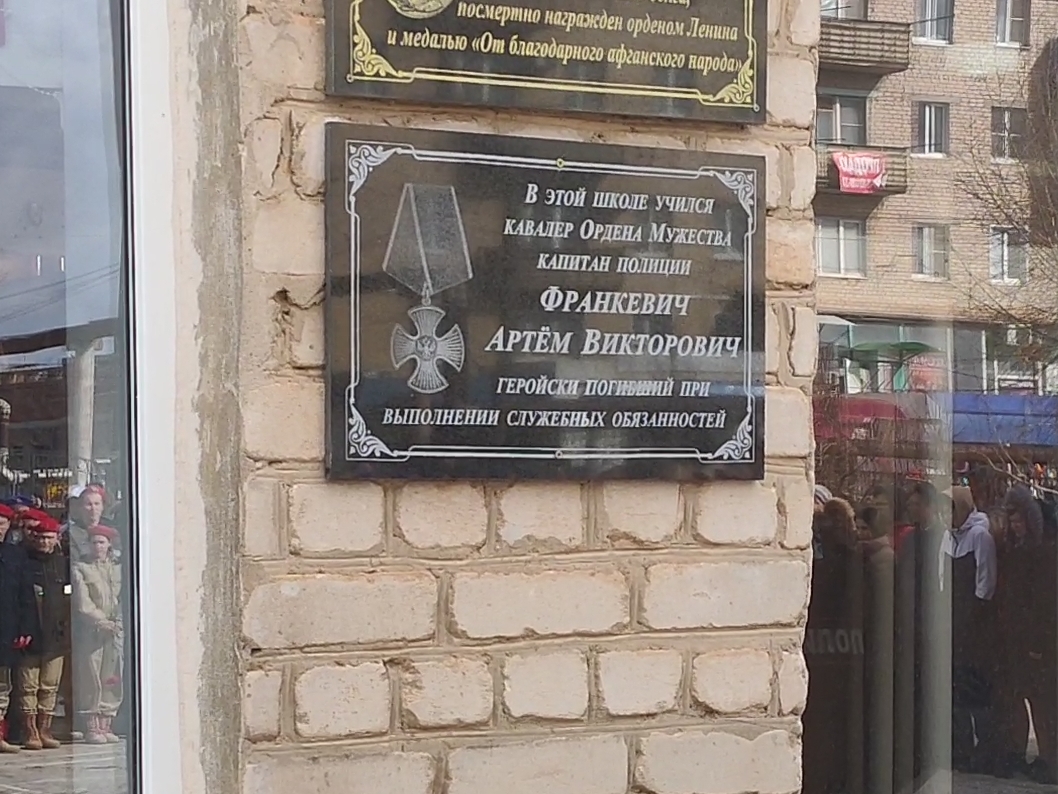 посмертно награжден орденом Ленина
и медалью «От благодарного афганского народа»
В ЭТОЙ ШКОЛЕ УЧИЛСЯ
КАВАЛЕР ОРДЕНА МУЖЕСТВА
КАПИТАН ПОЛИЦИИ
ФРАНКЕВИЧ
АРТЁМ ВИКТОРОВИЧ
ГЕРОЙСКИ ПОГИБШИЙ ПРИ
ВЫПОЛНЕНИИ СЛУЖЕБНЫХ ОБЯЗАННОСТЕЙ
ПРОДАЮ